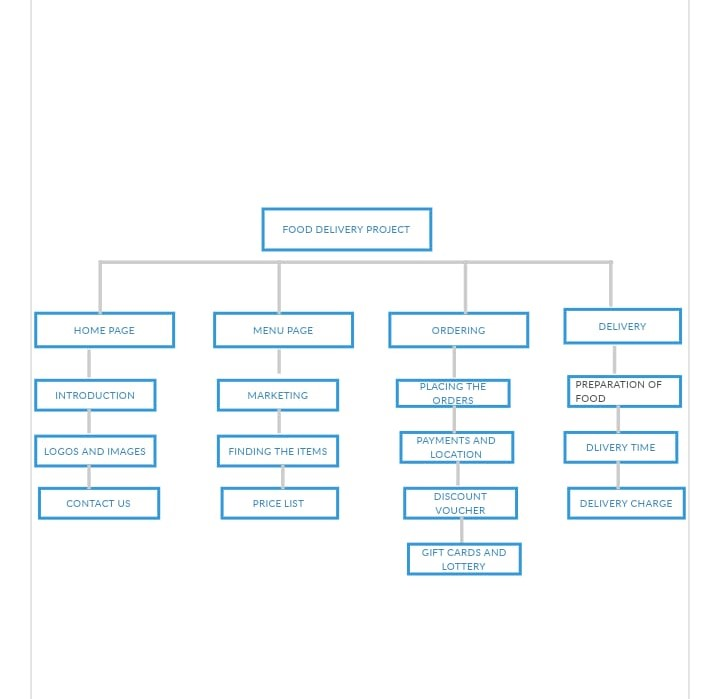 FOOD DELIVERY PROJECT
HOME PAGE
INTRODUCTION
LOGOS AND IMAGES
CONTACT US
MENU PAGE
MARKETING
FINDING THE ITEMS
PRICE LIST
ORDERING
PLACING THE
ORDERS
PAYMENTS AND
LOCATION
DISCOUNT
VOUCHER
GIFT CARDS AND
LOTTERY
DELIVERY
PREPARATION OF
FOOD
DLIVERY TIME
DELIVERY CHARGE